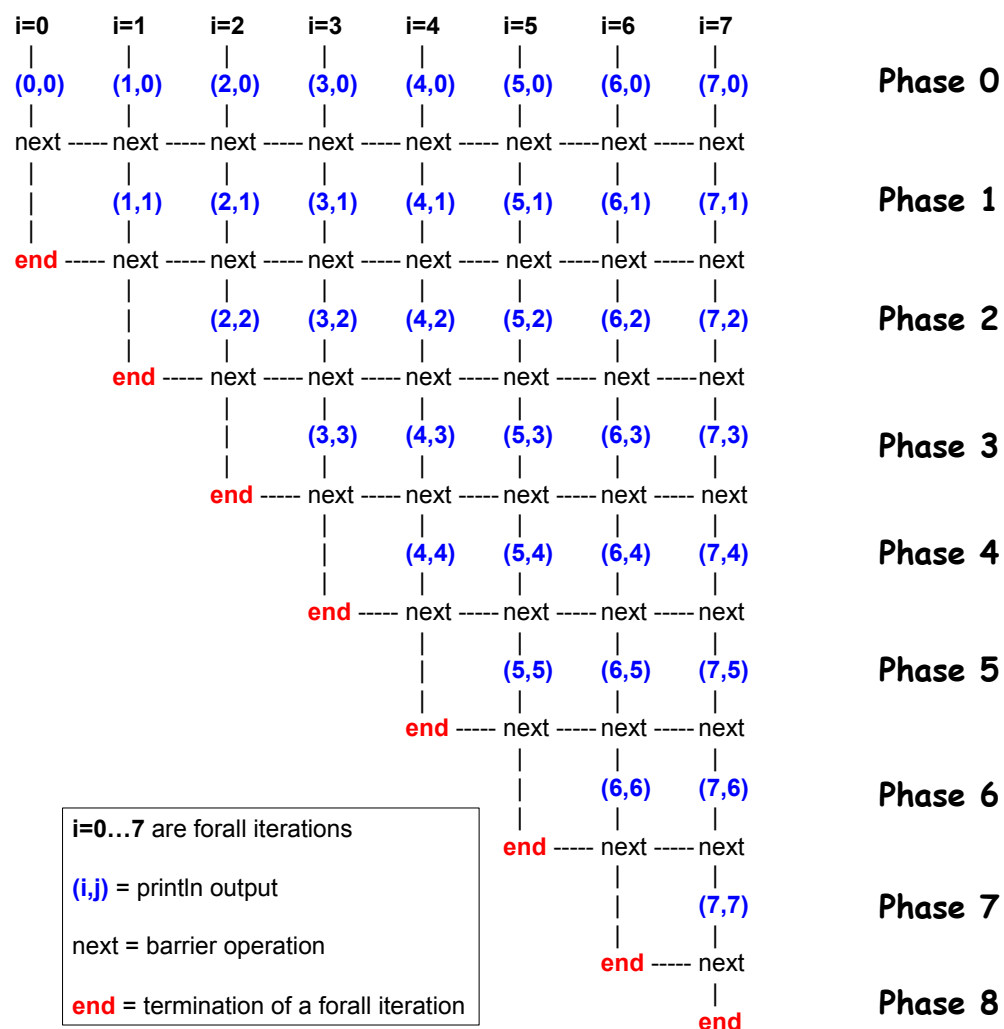 i=0 i=1 i=2 i=3 i=4 i=5 i=6 i=7
(0,0) (1,0) (2,0) (3,0) (4,0) (5,0) (6,0) (7,0) Phase 0
next ----- next ----- next ----- next ----- next ----- next ----- next ----- next
(1,1) (2,1) (3,1) (4,1) (5,1) (6,1) (7,1) Phase 1
end ----- next ----- next ----- next ----- next ----- next ----- next ----- next
(2,2) (3,2) (4,2) (5,2) (6,2) (7,2) Phase 2
end ----- next ----- next ----- next ----- next ----- next ----- next
(3,3) (4,3) (5,3) (6,3) (7,3) Phase 3
end ----- next ----- next ----- next ----- next ----- next
(4,4) (5,4) (6,4) (7,4) Phase 4
end ----- next ----- next ----- next ----- next
(5,5) (6,5) (7,5) Phase 5
end ----- next ----- next ----- next
(6,6) (7,6) Phase 6
end ----- next ----- next
(7,7) Phase 7
end ----- next
end Phase 8
i=0…7 are forall iterations
(i,j) = println output
next = barrier operation
end = termination of a forall iteration